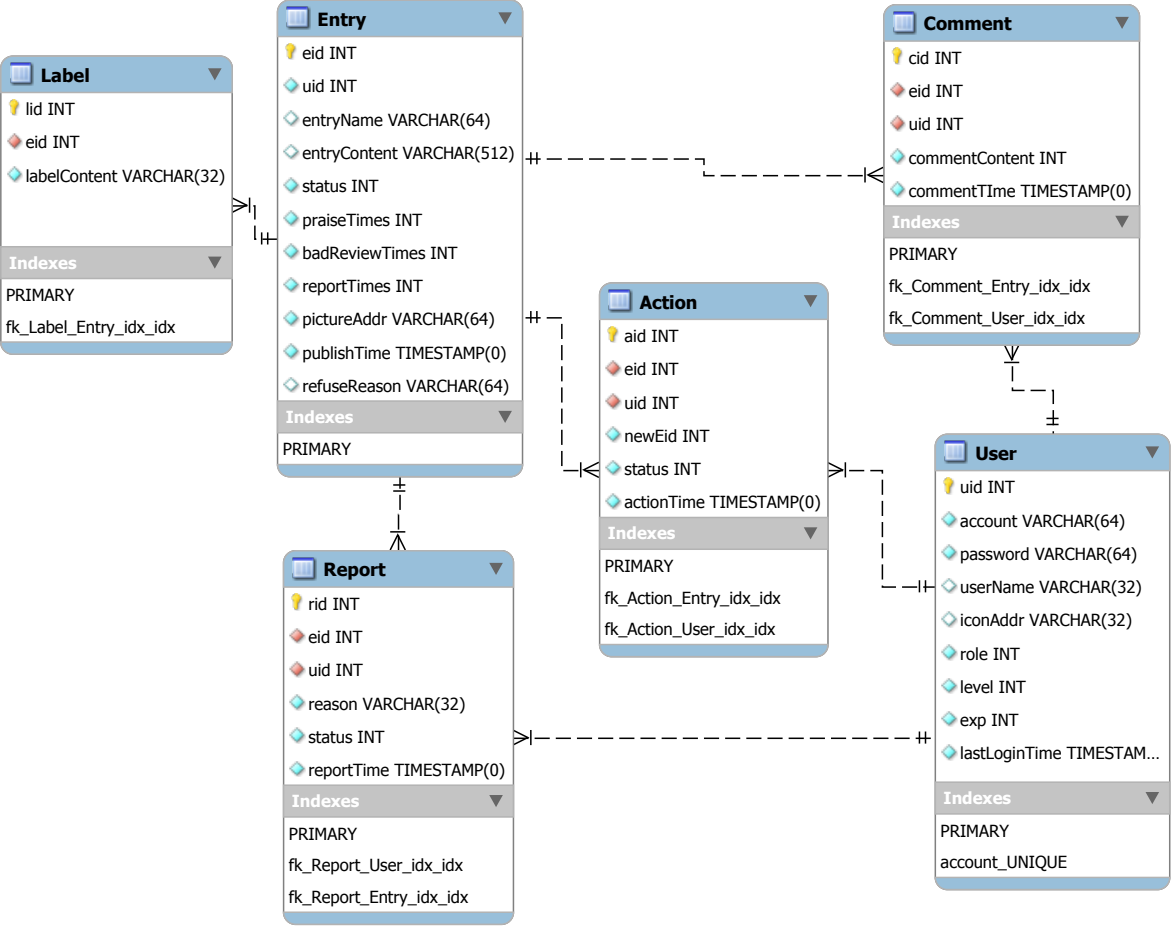 Label
lid INT
eid INT
labelContent VARCHAR(32)
Indexes
PRIMARY
fk_Label_Entry_idx_idx
Entry
eid INT
uid INT
entryName VARCHAR(64)
entryContent VARCHAR(512)
status INT
praiseTimes INT
badReviewTimes INT
reportTimes INT
pictureAddr VARCHAR(64)
publishTime TIMESTAMP(0)
refuseReason VARCHAR(64)
Indexes
PRIMARY
Comment
cid INT
eid INT
uid INT
commentContent INT
commentTIme TIMESTAMP(0)
Indexes
PRIMARY
fk_Comment_Entry_idx_idx
fk_Comment_User_idx_idx
Action
aid INT
eid INT
uid INT
newEid INT
status INT
actionTime TIMESTAMP(0)
Indexes
PRIMARY
fk_Action_Entry_idx_idx
fk_Action_User_idx_idx
User
uid INT
account VARCHAR(64)
password VARCHAR(64)
userName VARCHAR(32)
iconAddr VARCHAR(32)
role INT
level INT
exp INT
lastLoginTime TIMESTAM...
Indexes
PRIMARY
account_UNIQUE
Report
rid INT
eid INT
uid INT
reason VARCHAR(32)
status INT
reportTime TIMESTAMP(0)
Indexes
PRIMARY
fk_Report_User_idx_idx
fk_Report_Entry_idx_idx